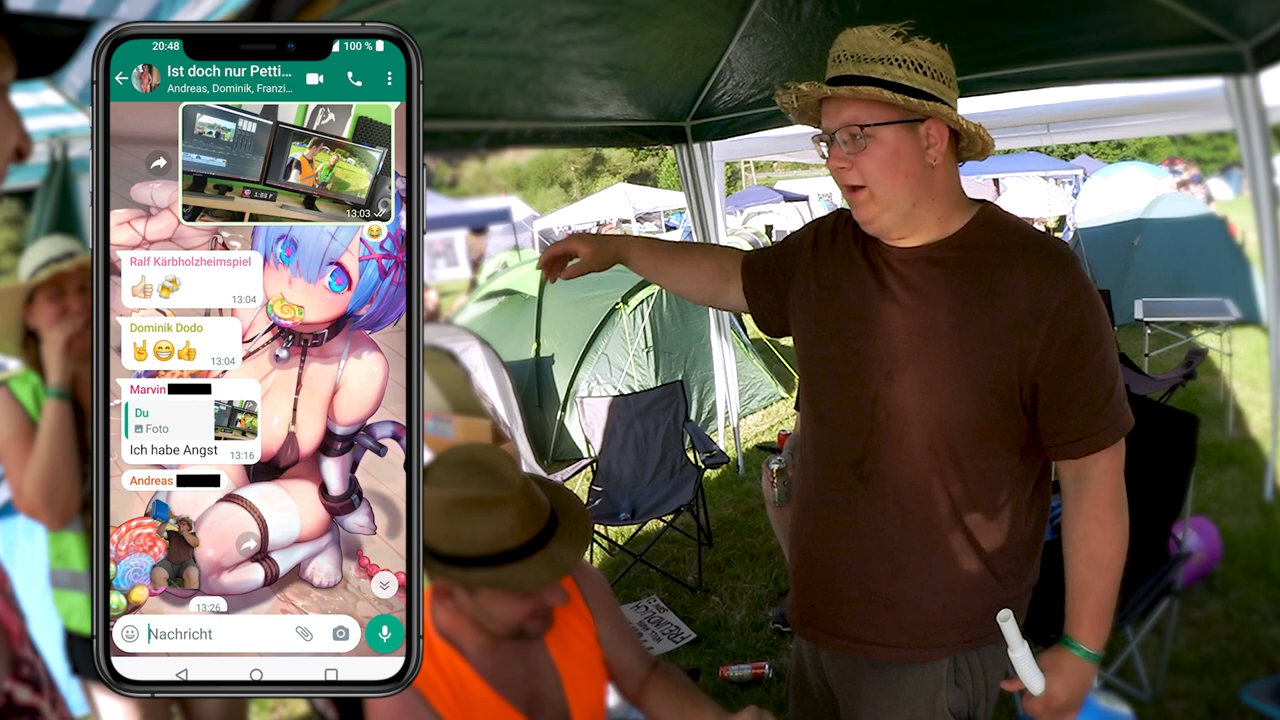 20:48
100 %
Ist doch nur Petti...
Andreas, Dominik, Franzi...
13:03
Ralf Kärbholzheimspiel
13:04
Dominik Dodo
13:04
Marvin
Du
Foto
Ich habe Angst
13:16
Andreas
13:26
Nachricht